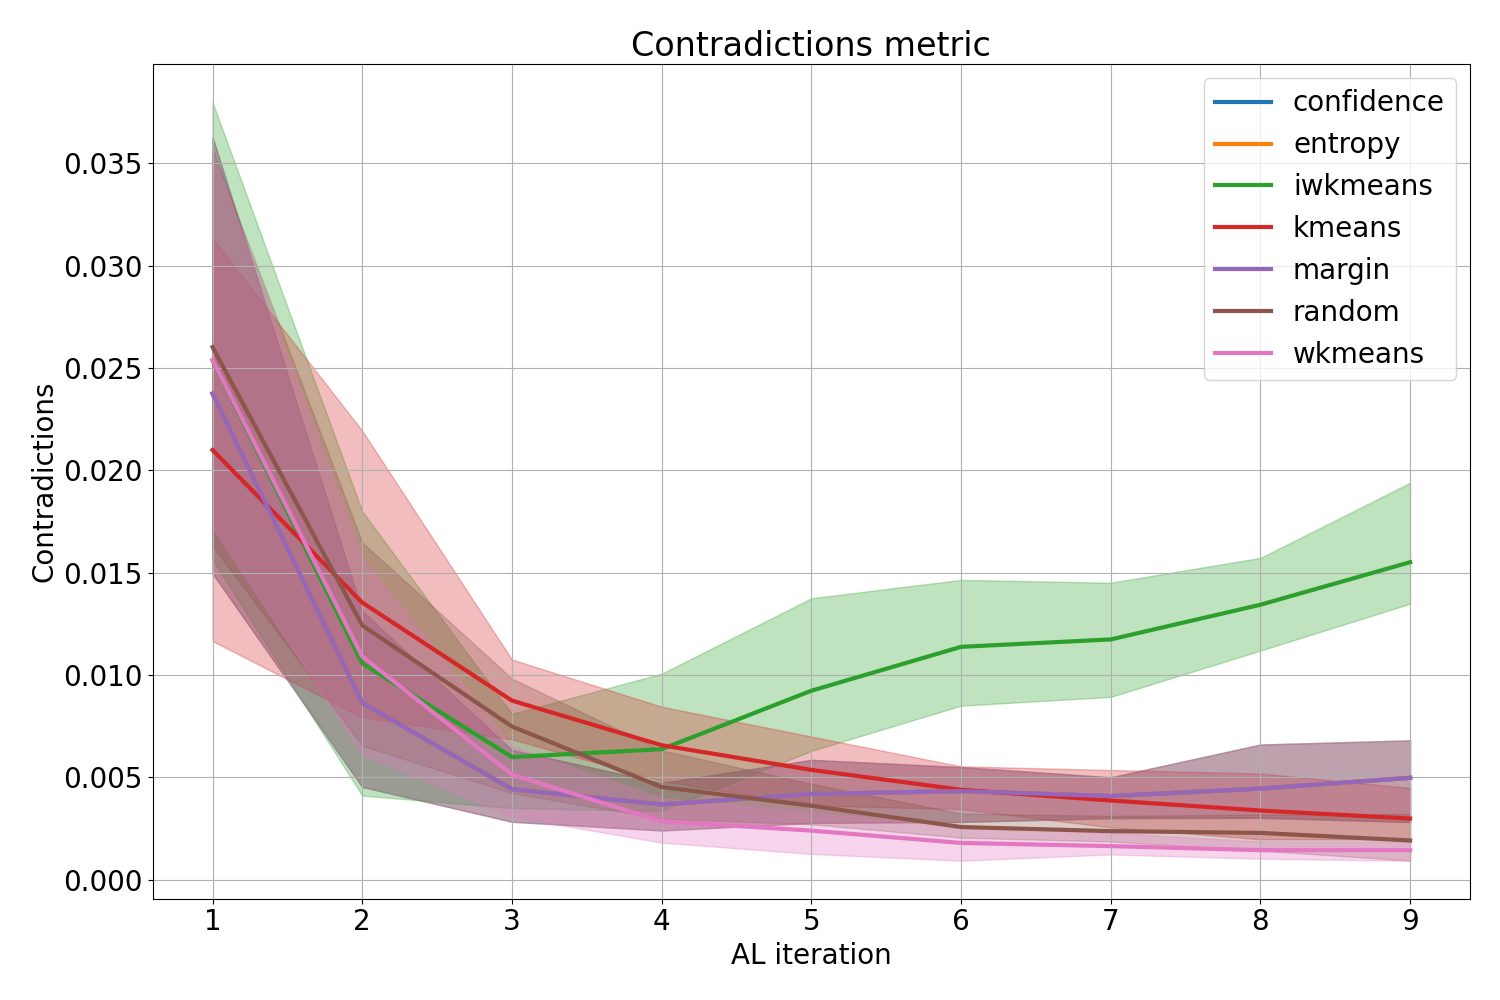 Contradictions metric
confidence
entropy
iwkmeans
kmeans
margin
random
wkmeans
Contradictions
0.035
0.030
0.025
0.020
0.015
0.010
0.005
0.000
1 2 3 4 5 6 7 8 9
AL iteration